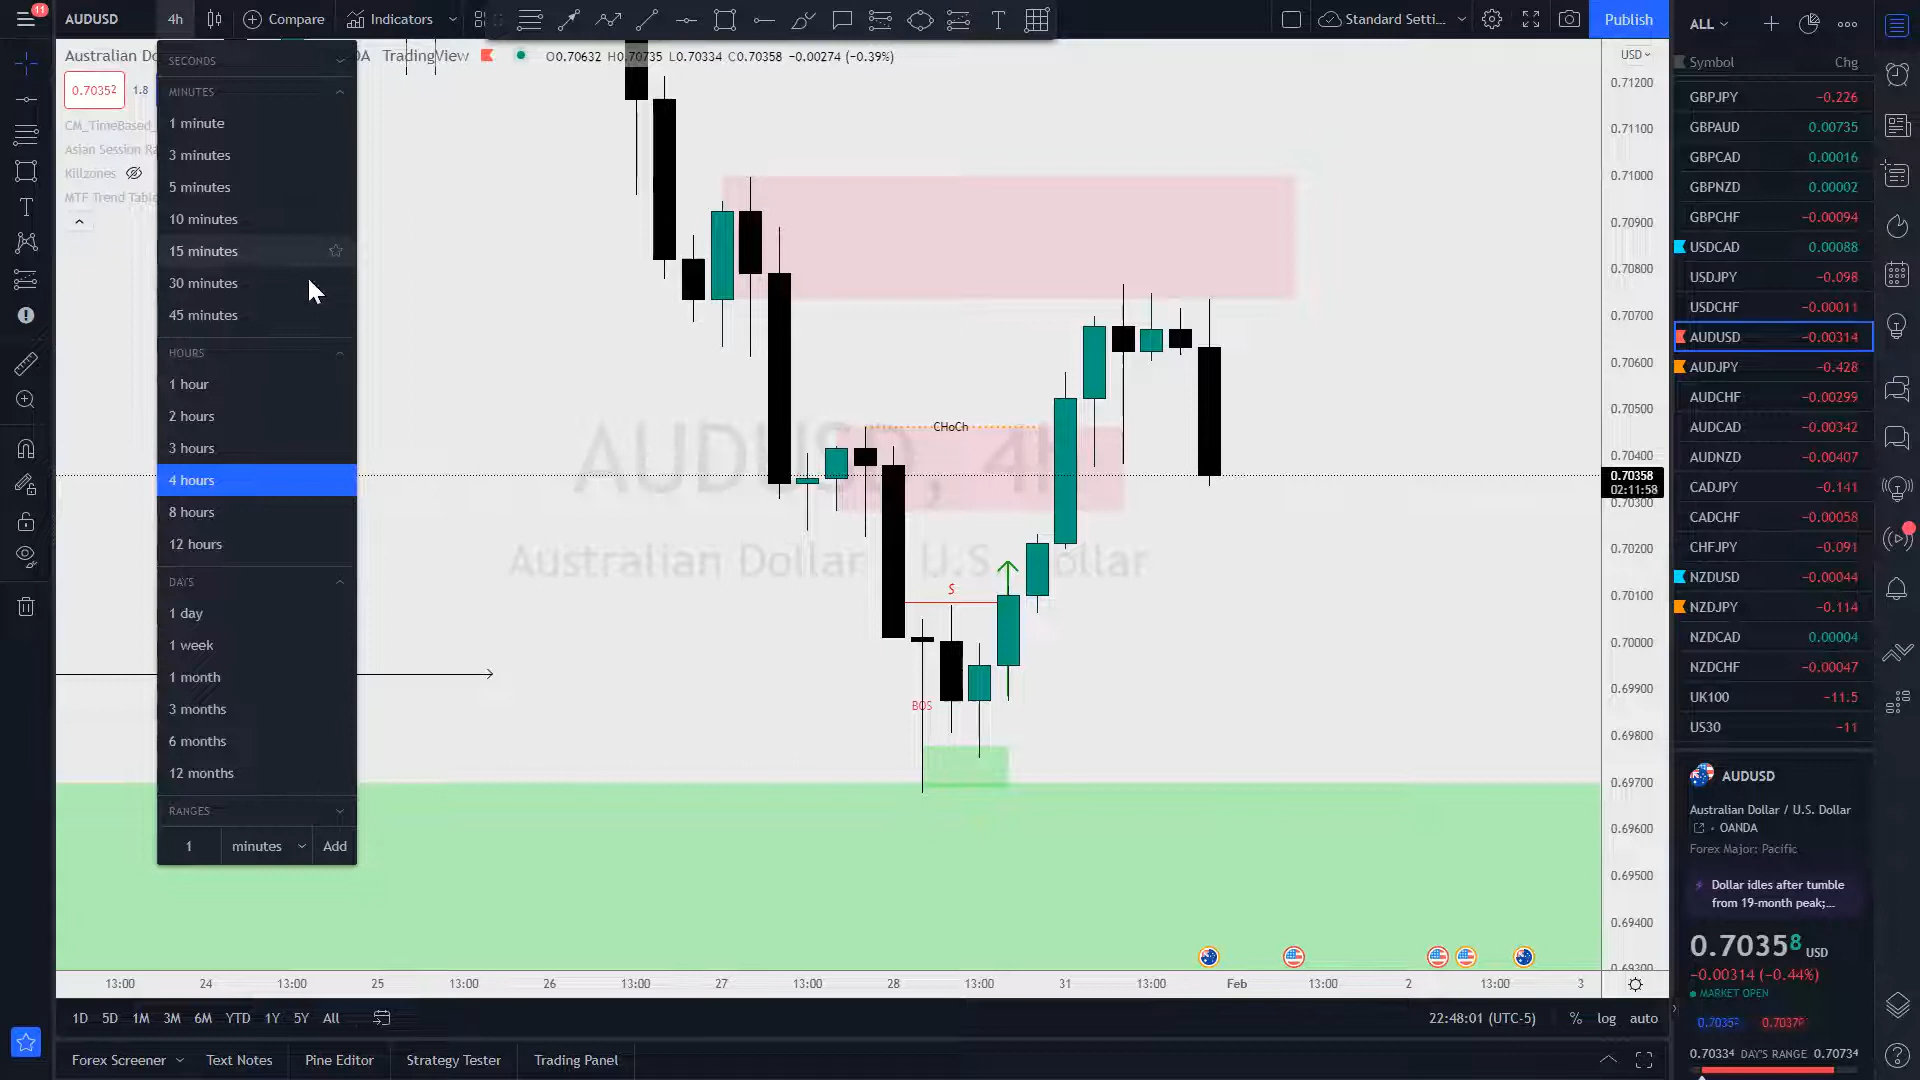 11
AUDUSD
4h
Compare
Indicators
Standard Setti...
Publish
ALL
Australian Do
DA TradingView
O0.70632 H0.70735 L0.70334 C0.70358 −0.00274 (−0.39%)
0.70352
1.8
CM_TimeBased_
Asian Session Ra
Killzones
MTF Trend Table
SECONDS
MINUTES
1 minute
3 minutes
5 minutes
10 minutes
15 minutes
30 minutes
45 minutes
HOURS
1 hour
2 hours
3 hours
4 hours
8 hours
12 hours
DAYS
1 day
1 week
1 month
3 months
6 months
12 months
RANGES
1
minutes
Add
AUDUSD, 4h
Australian Dollar / U.S. Dollar
CHoCh
$
BOS
USD
0.71200
0.71100
0.71000
0.70900
0.70800
0.70700
0.70600
0.70500
0.70400
0.70358
02:11:58
0.70300
0.70200
0.70100
0.70000
0.69900
0.69800
0.69700
0.69600
0.69500
0.69400
0.69300
13:00
24
13:00
25
13:00
26
13:00
27
13:00
28
13:00
31
13:00
Feb
13:00
2
13:00
3
1D
5D
1M
3M
6M
YTD
1Y
5Y
All
22:48:01 (UTC-5)
%
log
auto
Forex Screener
Text Notes
Pine Editor
Strategy Tester
Trading Panel
Symbol Chg
GBPJPY −0.226
GBPAUD 0.00735
GBPCAD 0.00016
GBPNZD 0.00002
GBPCHF −0.00094
USDCAD 0.00088
USDJPY −0.098
USDCHF −0.00011
AUDUSD −0.00314
AUDJPY −0.428
AUDCHF −0.00299
AUDCAD −0.00342
AUDNZD −0.00407
CADJPY −0.141
CADCHF −0.00058
CHFJPY −0.091
NZDUSD −0.00044
NZDJPY −0.114
NZDCAD 0.00004
NZDCHF −0.00047
UK100 −11.5
US30 −11
AUDUSD
Australian Dollar / U.S. Dollar
OANDA
Forex Major: Pacific
Dollar idles after tumble
from 19-month peak;...
0.70358 USD
−0.00314 (−0.44%)
MARKET OPEN
0.70352
0.70370
0.70334 DAY'S RANGE 0.70734